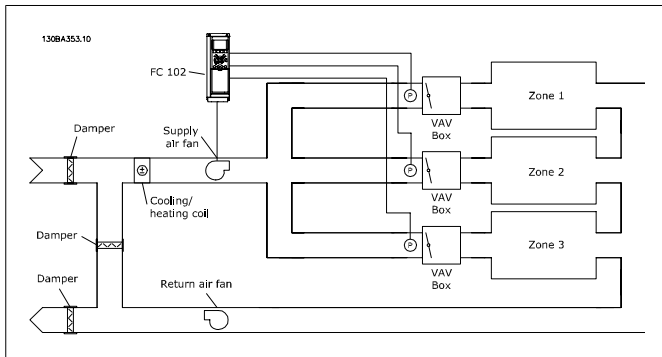 130BA353.10
FC 102
Damper
Supply
air fan
Cooling/
heating coil
P
VAV
Box
Zone 1
P
VAV
Box
Zone 2
P
VAV
Box
Zone 3
Damper
Damper
Return air fan